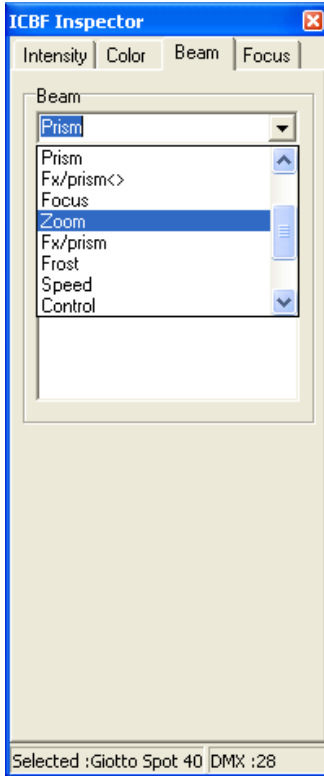 ICBF Inspector
Intensity Color Beam Focus
Beam
Prism
Prism
Fx/prism<>
Focus
Zoom
Fx/prism
Frost
Speed
Control
Selected :Giotto Spot 40 DMX :28